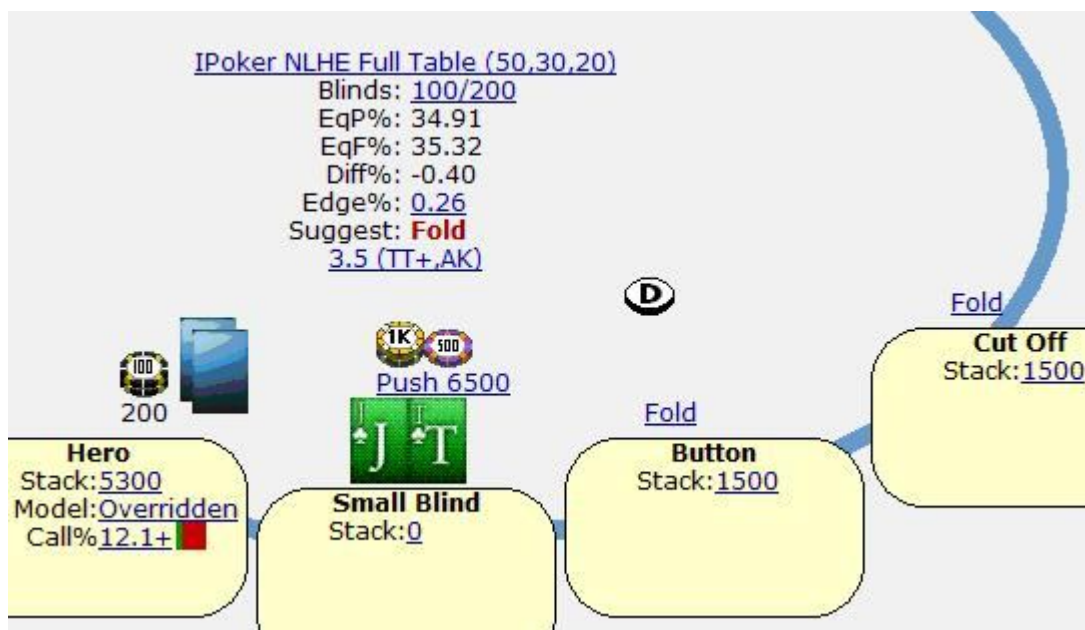 IPoker NLHE Full Table (50,30,20)
Blinds: 100/200
EqP%: 34.91
EqF%: 35.32
Diff%: -0.40
Edge%: 0.26
Suggest: Fold
3.5 (TT+,AK)
D
Fold
Cut Off
Stack:1500
1K
500
Push 6500
100
200
J
T
Fold
Button
Stack:1500
Hero
Stack:5300
Model:Overridden
Call%12.1+
Small Blind
Stack:0